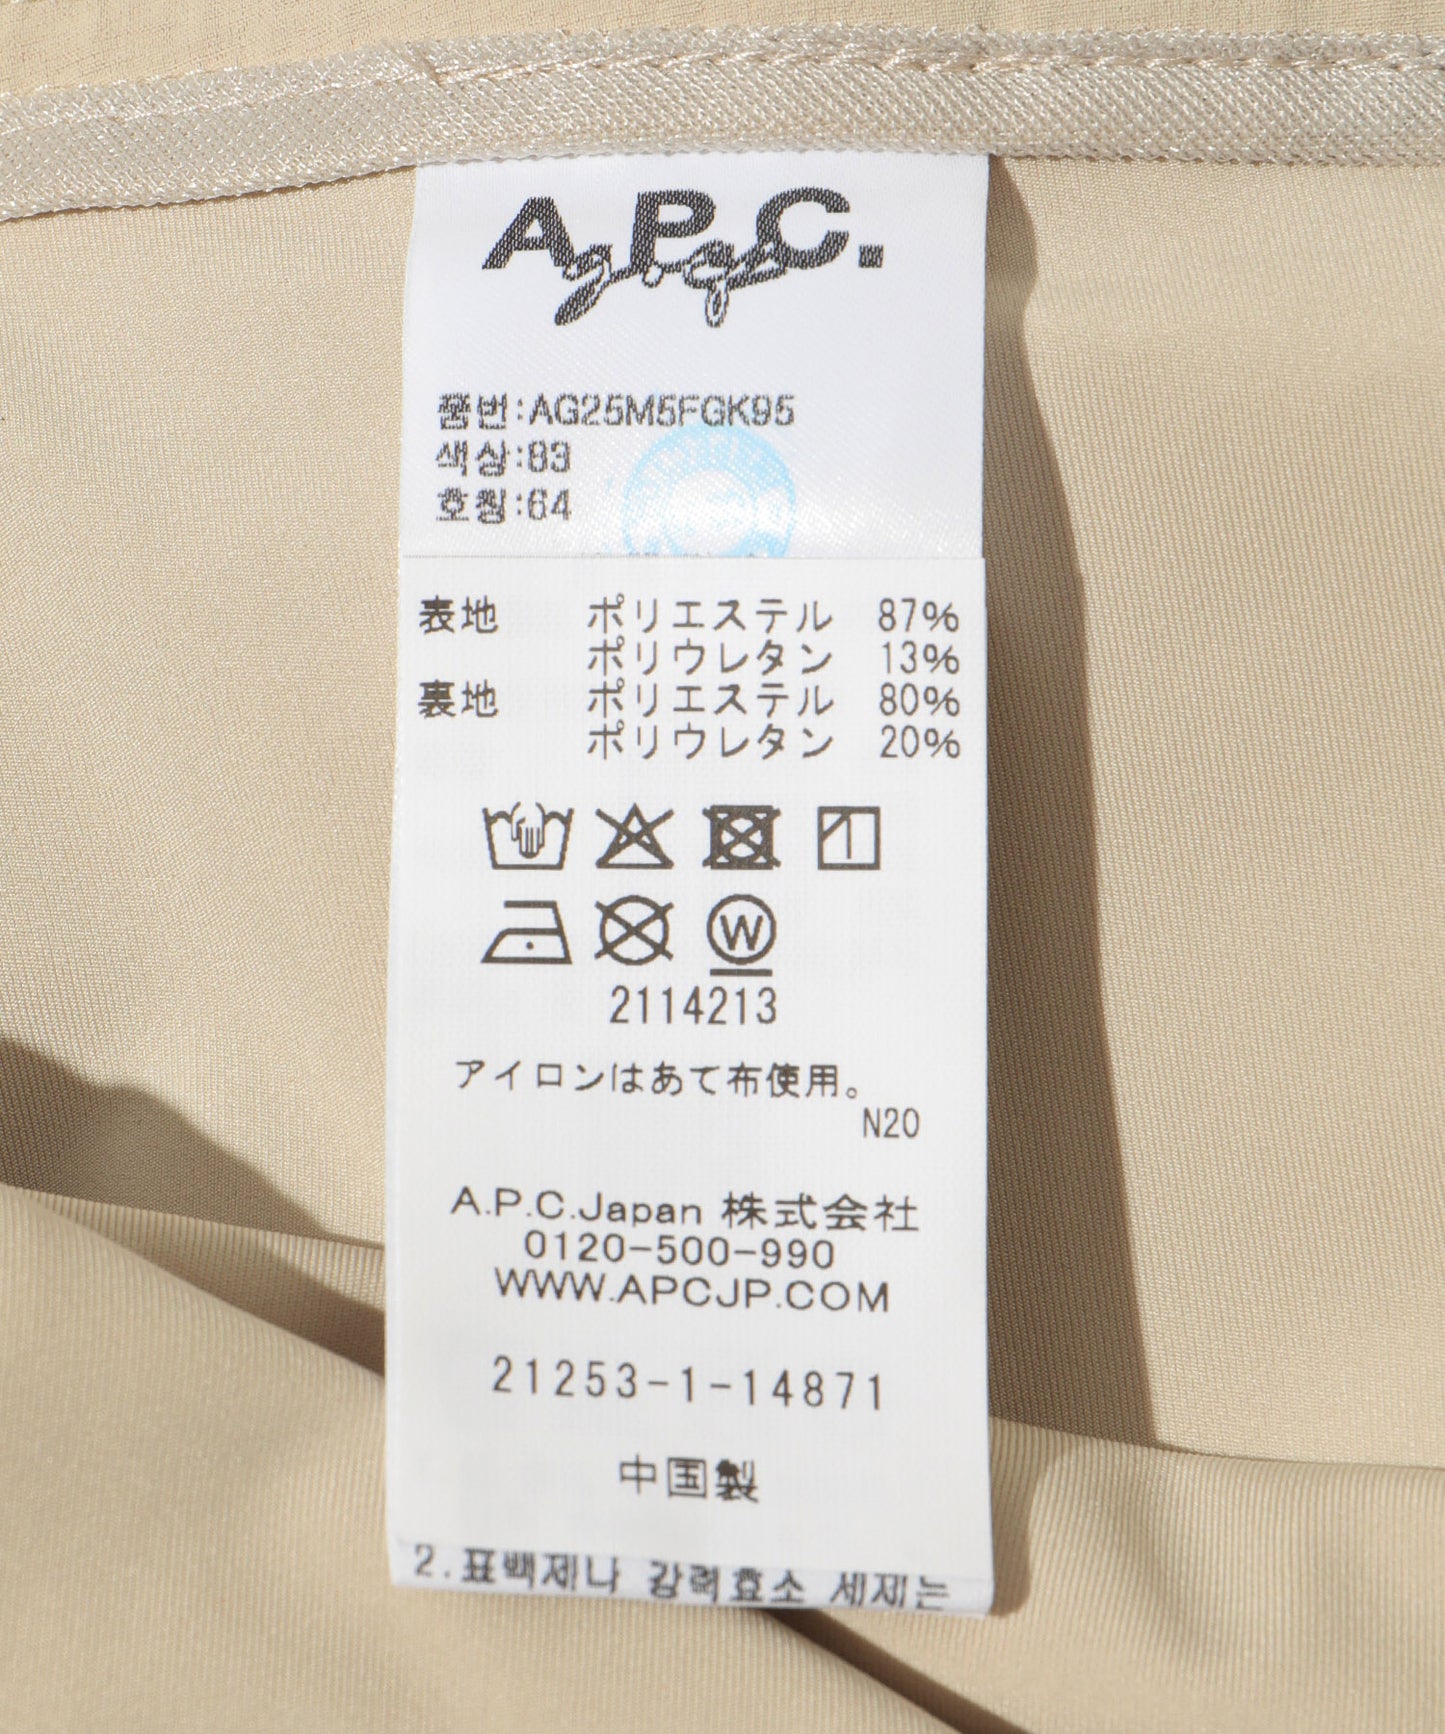 A.P.C.
품번:AG25M5FGK95
색상:83
호칭:64
表地 ポリエステル 87%
ポリウレタン 13%
裏地 ポリエステル 80%
ポリウレタン 20%
W
2114213
アイロンはあて布使用。
N20
A.P.C.Japan 株式会社
0120-500-990
WWW.APCJP.COM
21253-1-14871
中国製
2.표백제나 강력효소 세제는